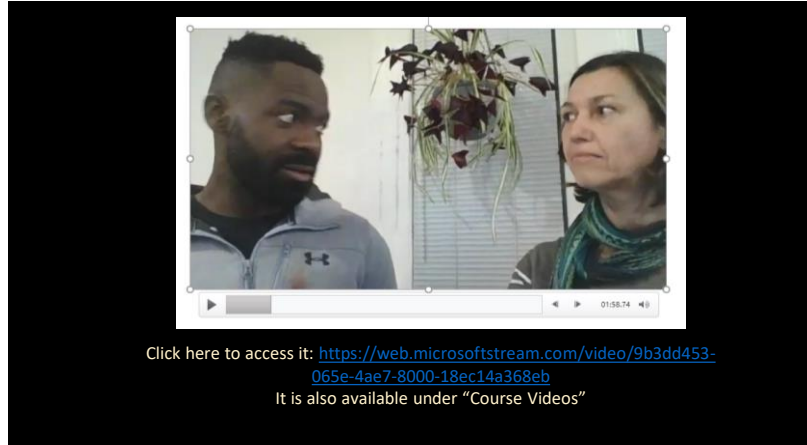 01:58.74
Click here to access it: https://web.microsoftstream.com/video/9b3dd453-
065e-4ae7-8000-18ec14a368eb
It is also available under “Course Videos”